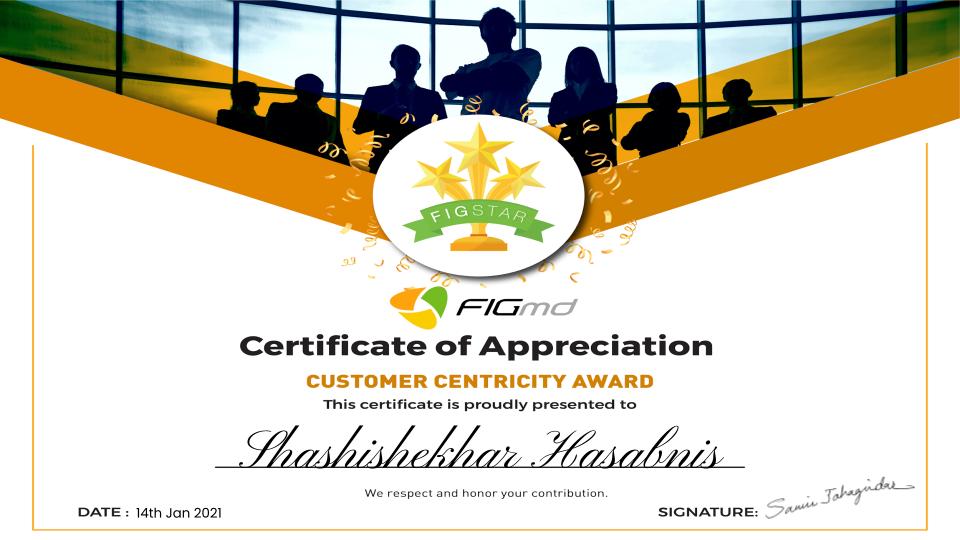 FIGSTAR
FIGmd
Certificate of Appreciation
CUSTOMER CENTRICITY AWARD
This certificate is proudly presented to
Shashishekhar Hasabnis
We respect and honor your contribution.
DATE : 14th Jan 2021
SIGNATURE: Samir Jahagirdar